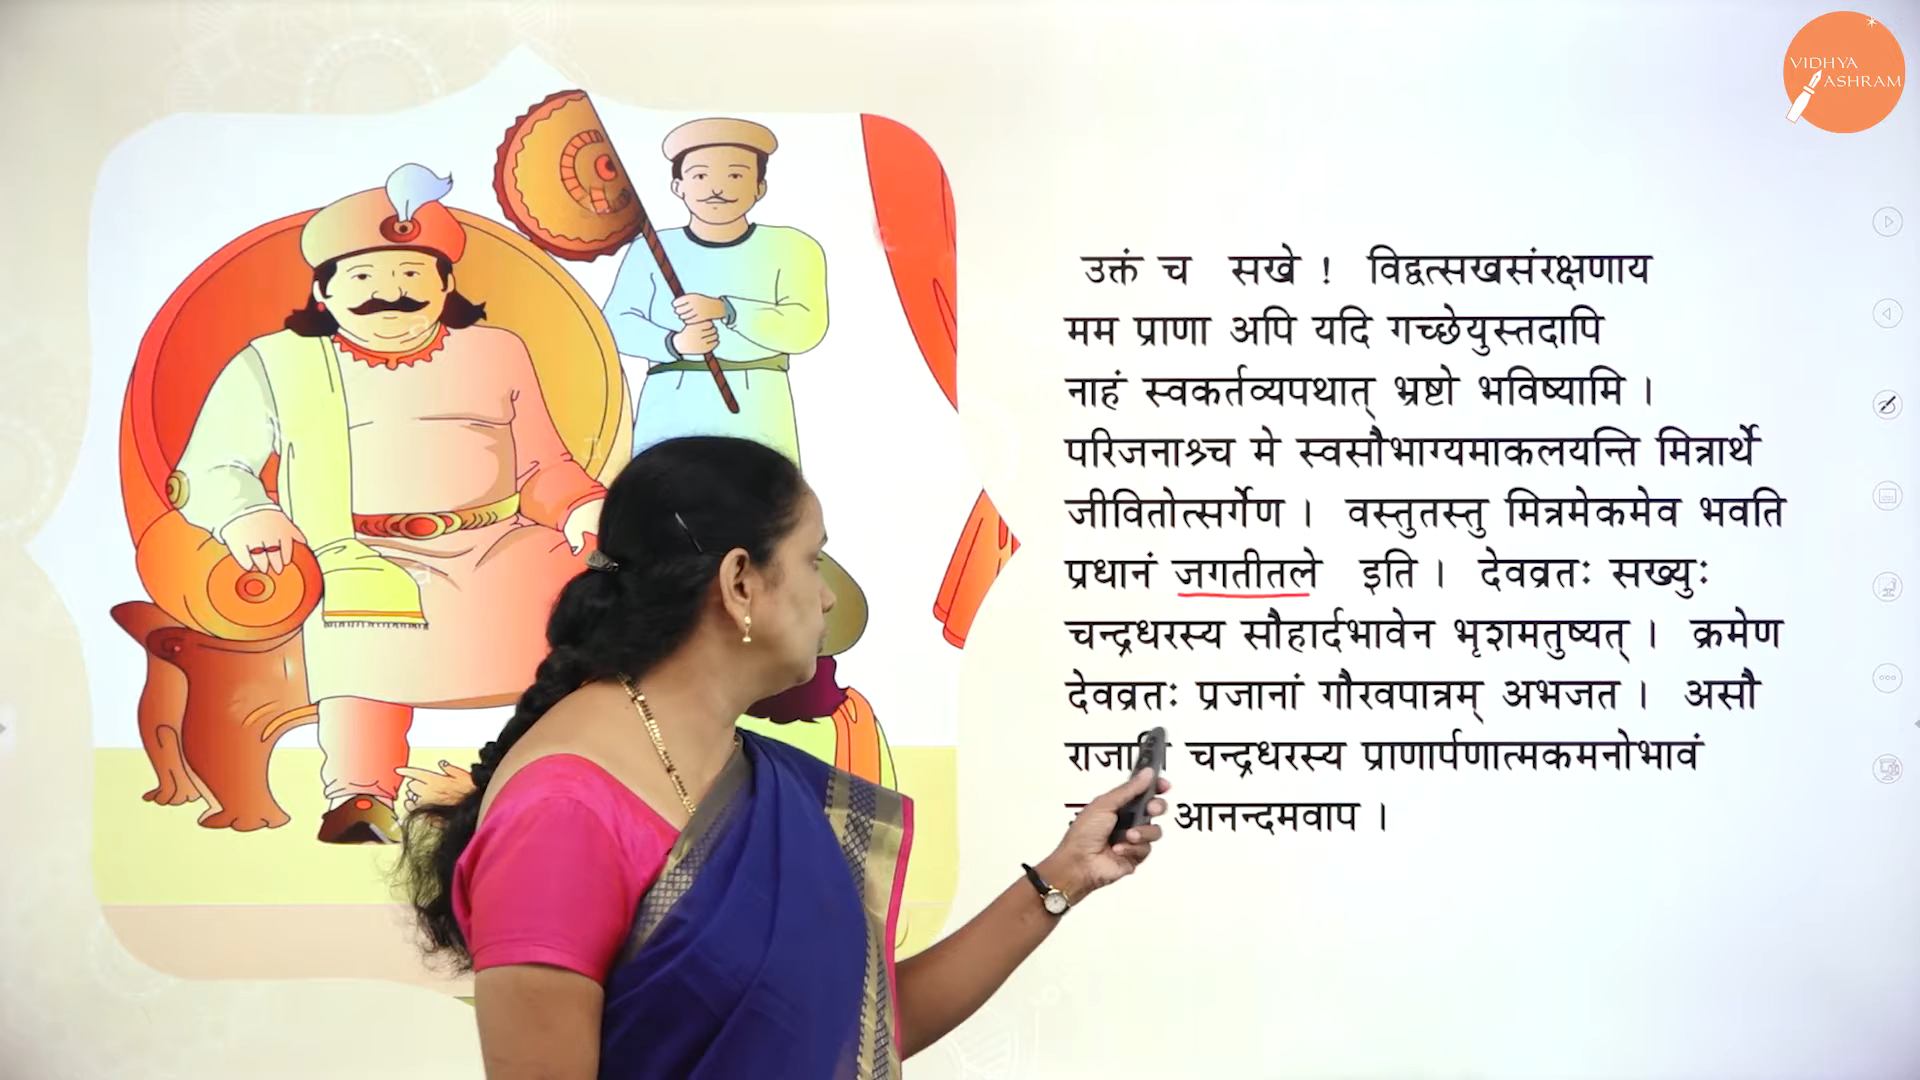 VIDHYA
ASHRAM
उक्तं च सखे ! विद्वत्सखसंरक्षणाय
मम प्राणा अपि यदि गच्छेयुस्तदापि
नाहं स्वकर्तव्यपथात् भ्रष्टो भविष्यामि ।
परिजनाश्च मे स्वसौभाग्यमाकलयन्ति मित्रार्थे
जीवितोत्सर्गेण । वस्तुतस्तु मित्रमेकमेव भवति
प्रधानं जगतीतले इति । देवव्रतः सख्युः
चन्द्रधरस्य सौहार्दभावेन भृशमतुष्यत् । क्रमेण
देवव्रतः प्रजानां गौरवपात्रम् अभजत । असौ
चन्द्रधरस्य प्राणार्पणात्मकमनोभावं
आनन्दमवाप ।